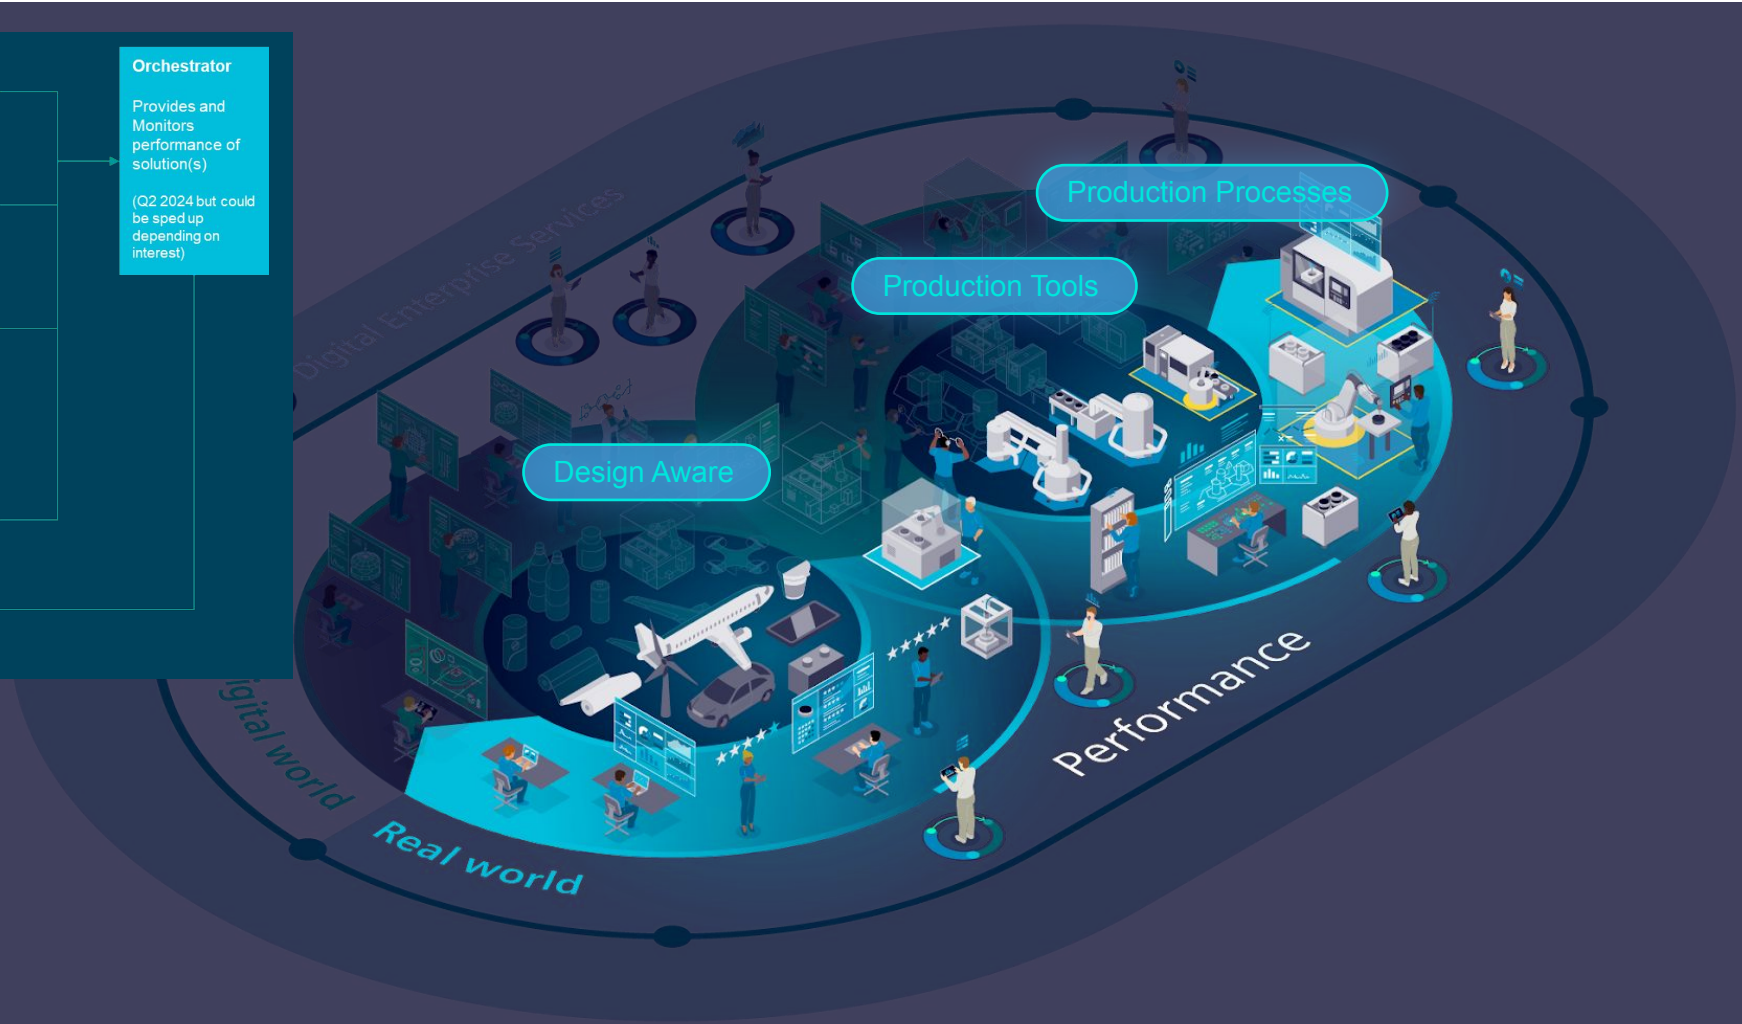 Orchestrator
Provides and
Monitors
performance of
solution(s)
(Q2 2024 but could
be sped up
depending on
interest)
Production Processes
Production Tools
Digital Enterprise Services
Design Aware
Performance
igital world
Real world